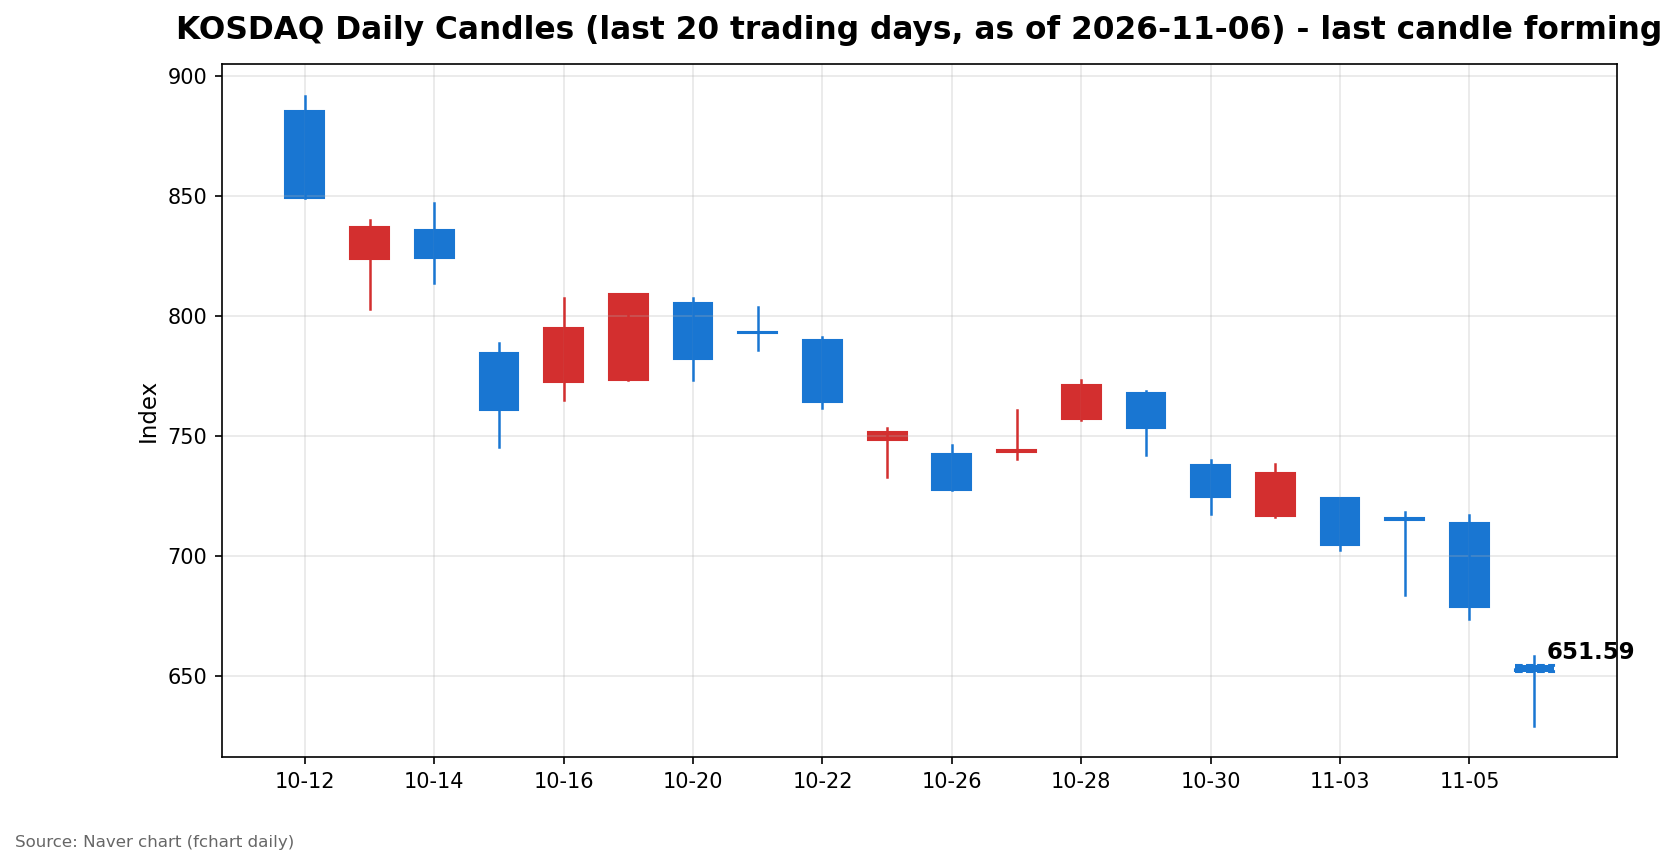 KOSDAQ Daily Candles (last 20 trading days, as of 2026-11-06) - last candle forming
900
850
800
750
700
650
Index
651.59
10-12 10-14 10-16 10-20 10-22 10-26 10-28 10-30 11-03 11-05
Source: Naver chart (fchart daily)